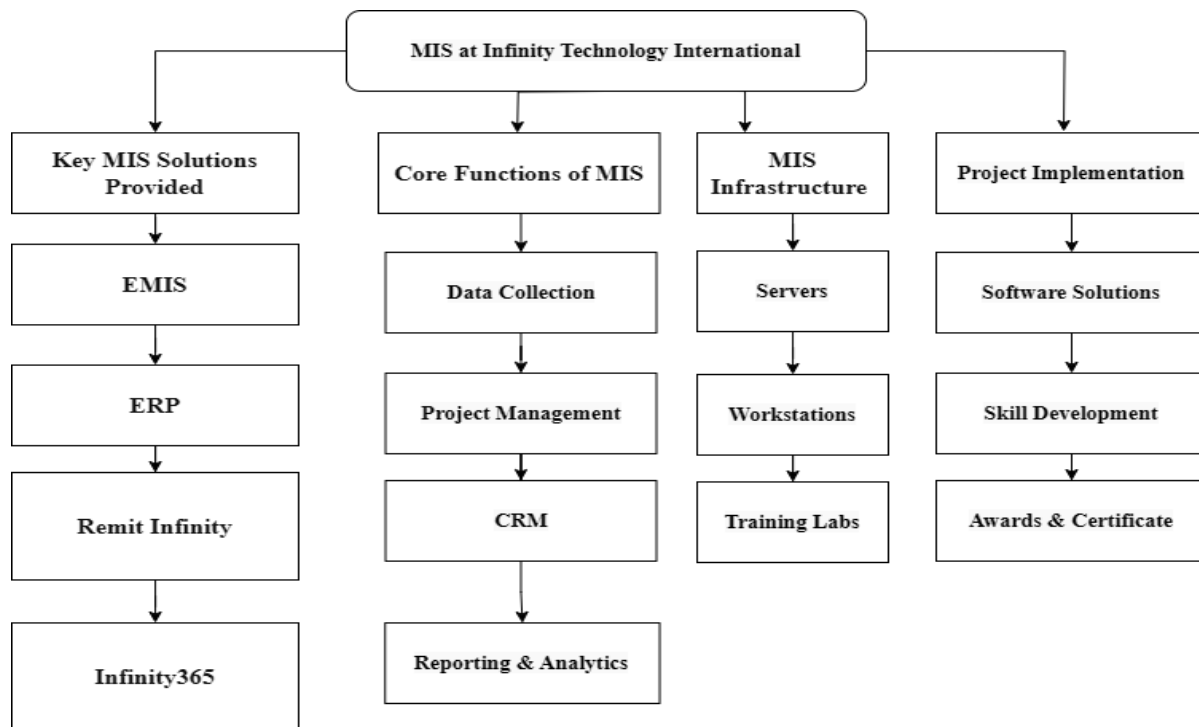 MIS at Infinity Technology International
Key MIS Solutions
Provided
Core Functions of MIS
MIS
Infrastructure
Project Implementation
EMIS
Data Collection
Servers
Software Solutions
ERP
Project Management
Workstations
Skill Development
Remit Infinity
CRM
Training Labs
Awards & Certificate
Infinity365
Reporting & Analytics